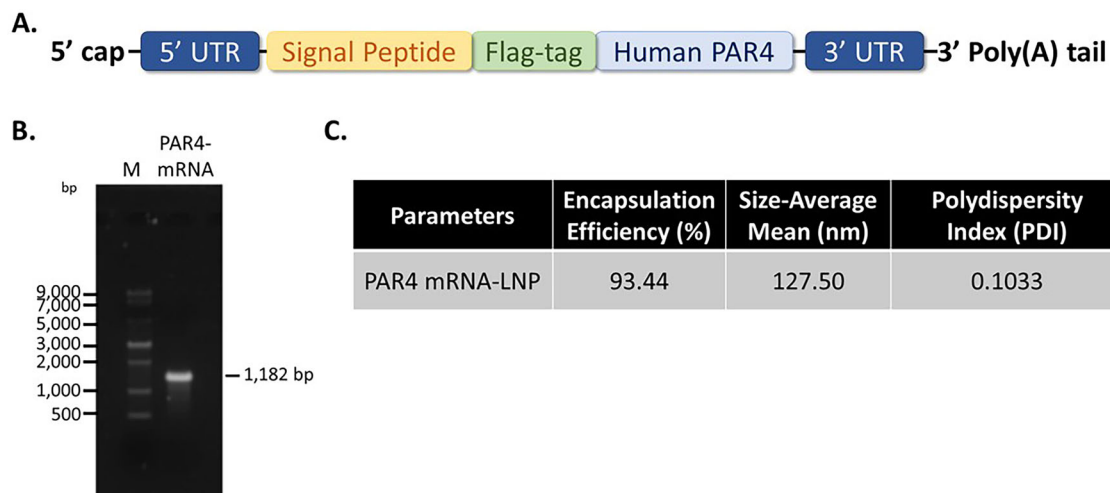 A.
5' cap 5' UTR Signal Peptide Flag-tag Human PAR4 3' UTR 3' Poly(A) tail
B.
PAR4-
M mRNA
bp
9,000
7,000
5,000
3,000
2,000
1,000
500
1,182 bp
C.
Parameters Encapsulation Efficiency (%) Size-Average Mean (nm) Polydispersity Index (PDI)
PAR4 mRNA-LNP 93.44 127.50 0.1033